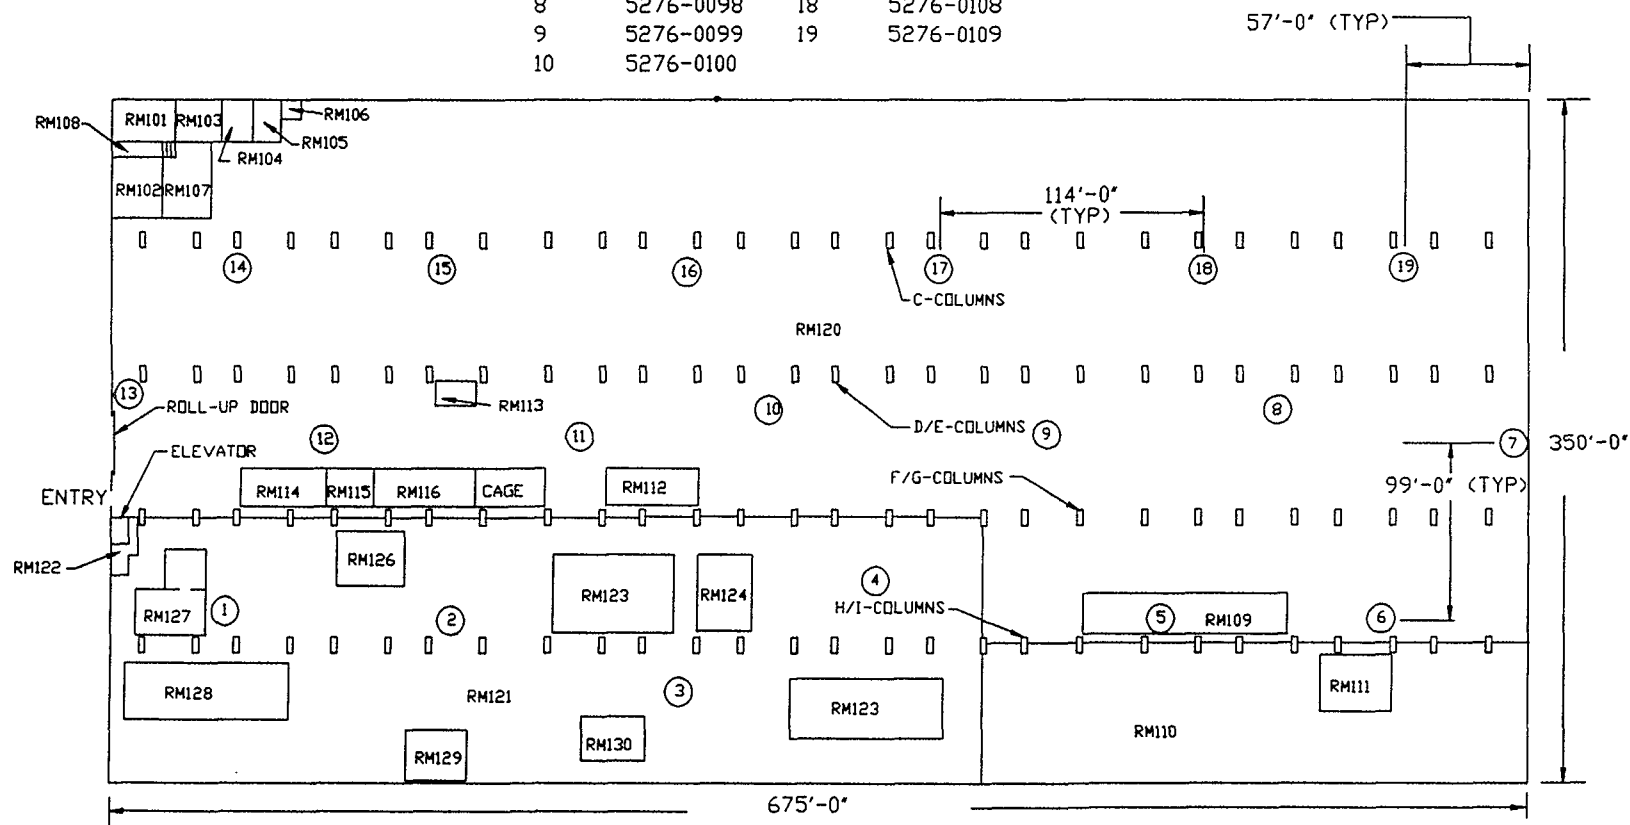 8 5276-0098 18 5276-0108
9 5276-0099 19 5276-0109
10 5276-0100
57'-0" (TYP)
RM108
RM101
RM103
RM106
RM105
RM104
RM102
RM107
114'-0"
(TYP)
14
15
16
17
18
19
C-COLUMNS
RM120
13
ROLL-UP DOOR
RM113
10
8
D/E-COLUMNS
9
12
11
7
350'-0"
ELEVATOR
ENTRY
RM114
RM115
RM116
CAGE
RM112
F/G-COLUMNS
99'-0" (TYP)
RM122
RM126
RM123
RM124
4
H/I-COLUMNS
RM127
1
2
5
RM109
6
RM128
RM121
3
RM123
RM111
RM129
RM130
RM110
675'-0"